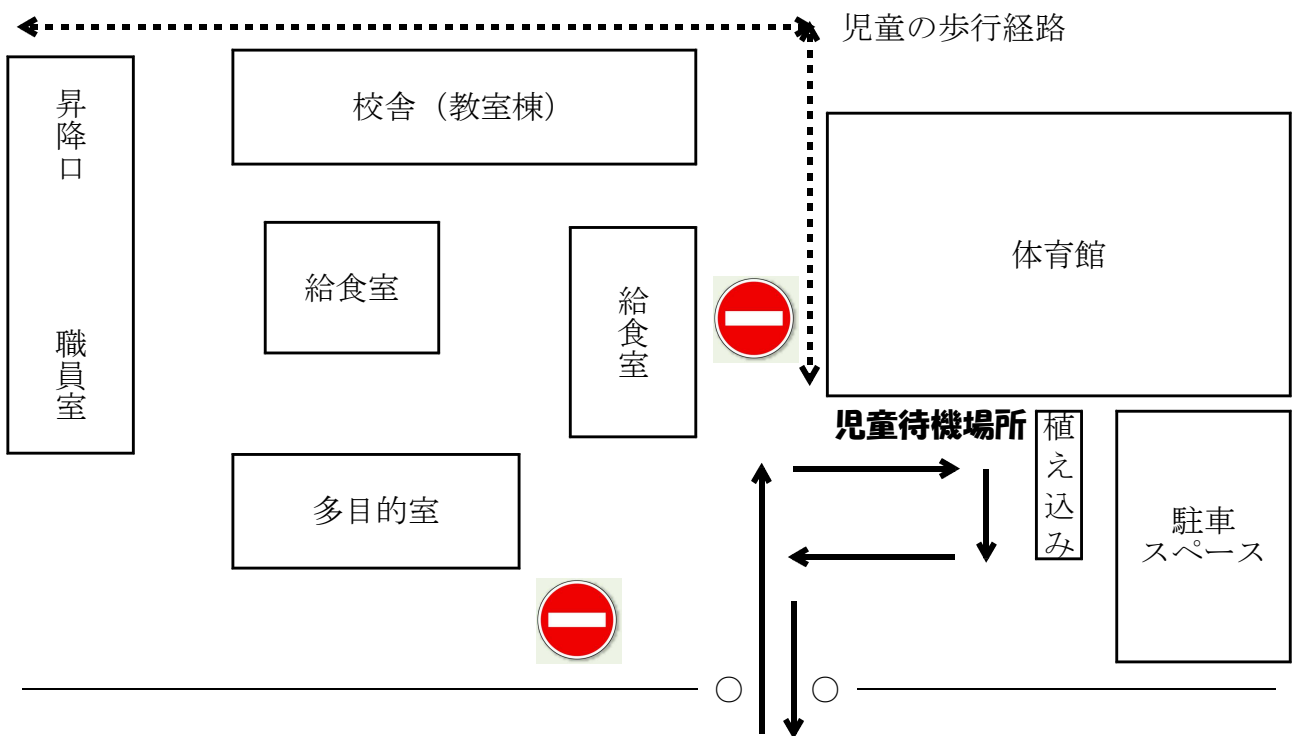 児童の歩行経路
昇降口
校舎（教室棟）
体育館
給食室
給食室
職員室
児童待機場所
植え込み
多目的室
駐車
スペース